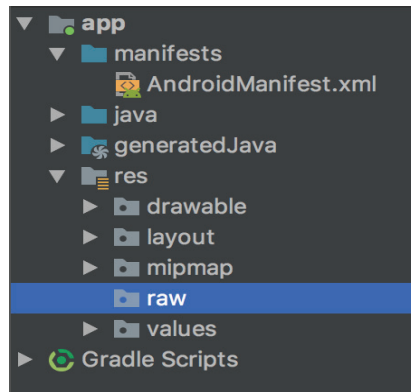 app
manifests
AndroidManifest.xml
java
generatedJava
res
drawable
layout
mipmap
raw
values
Gradle Scripts